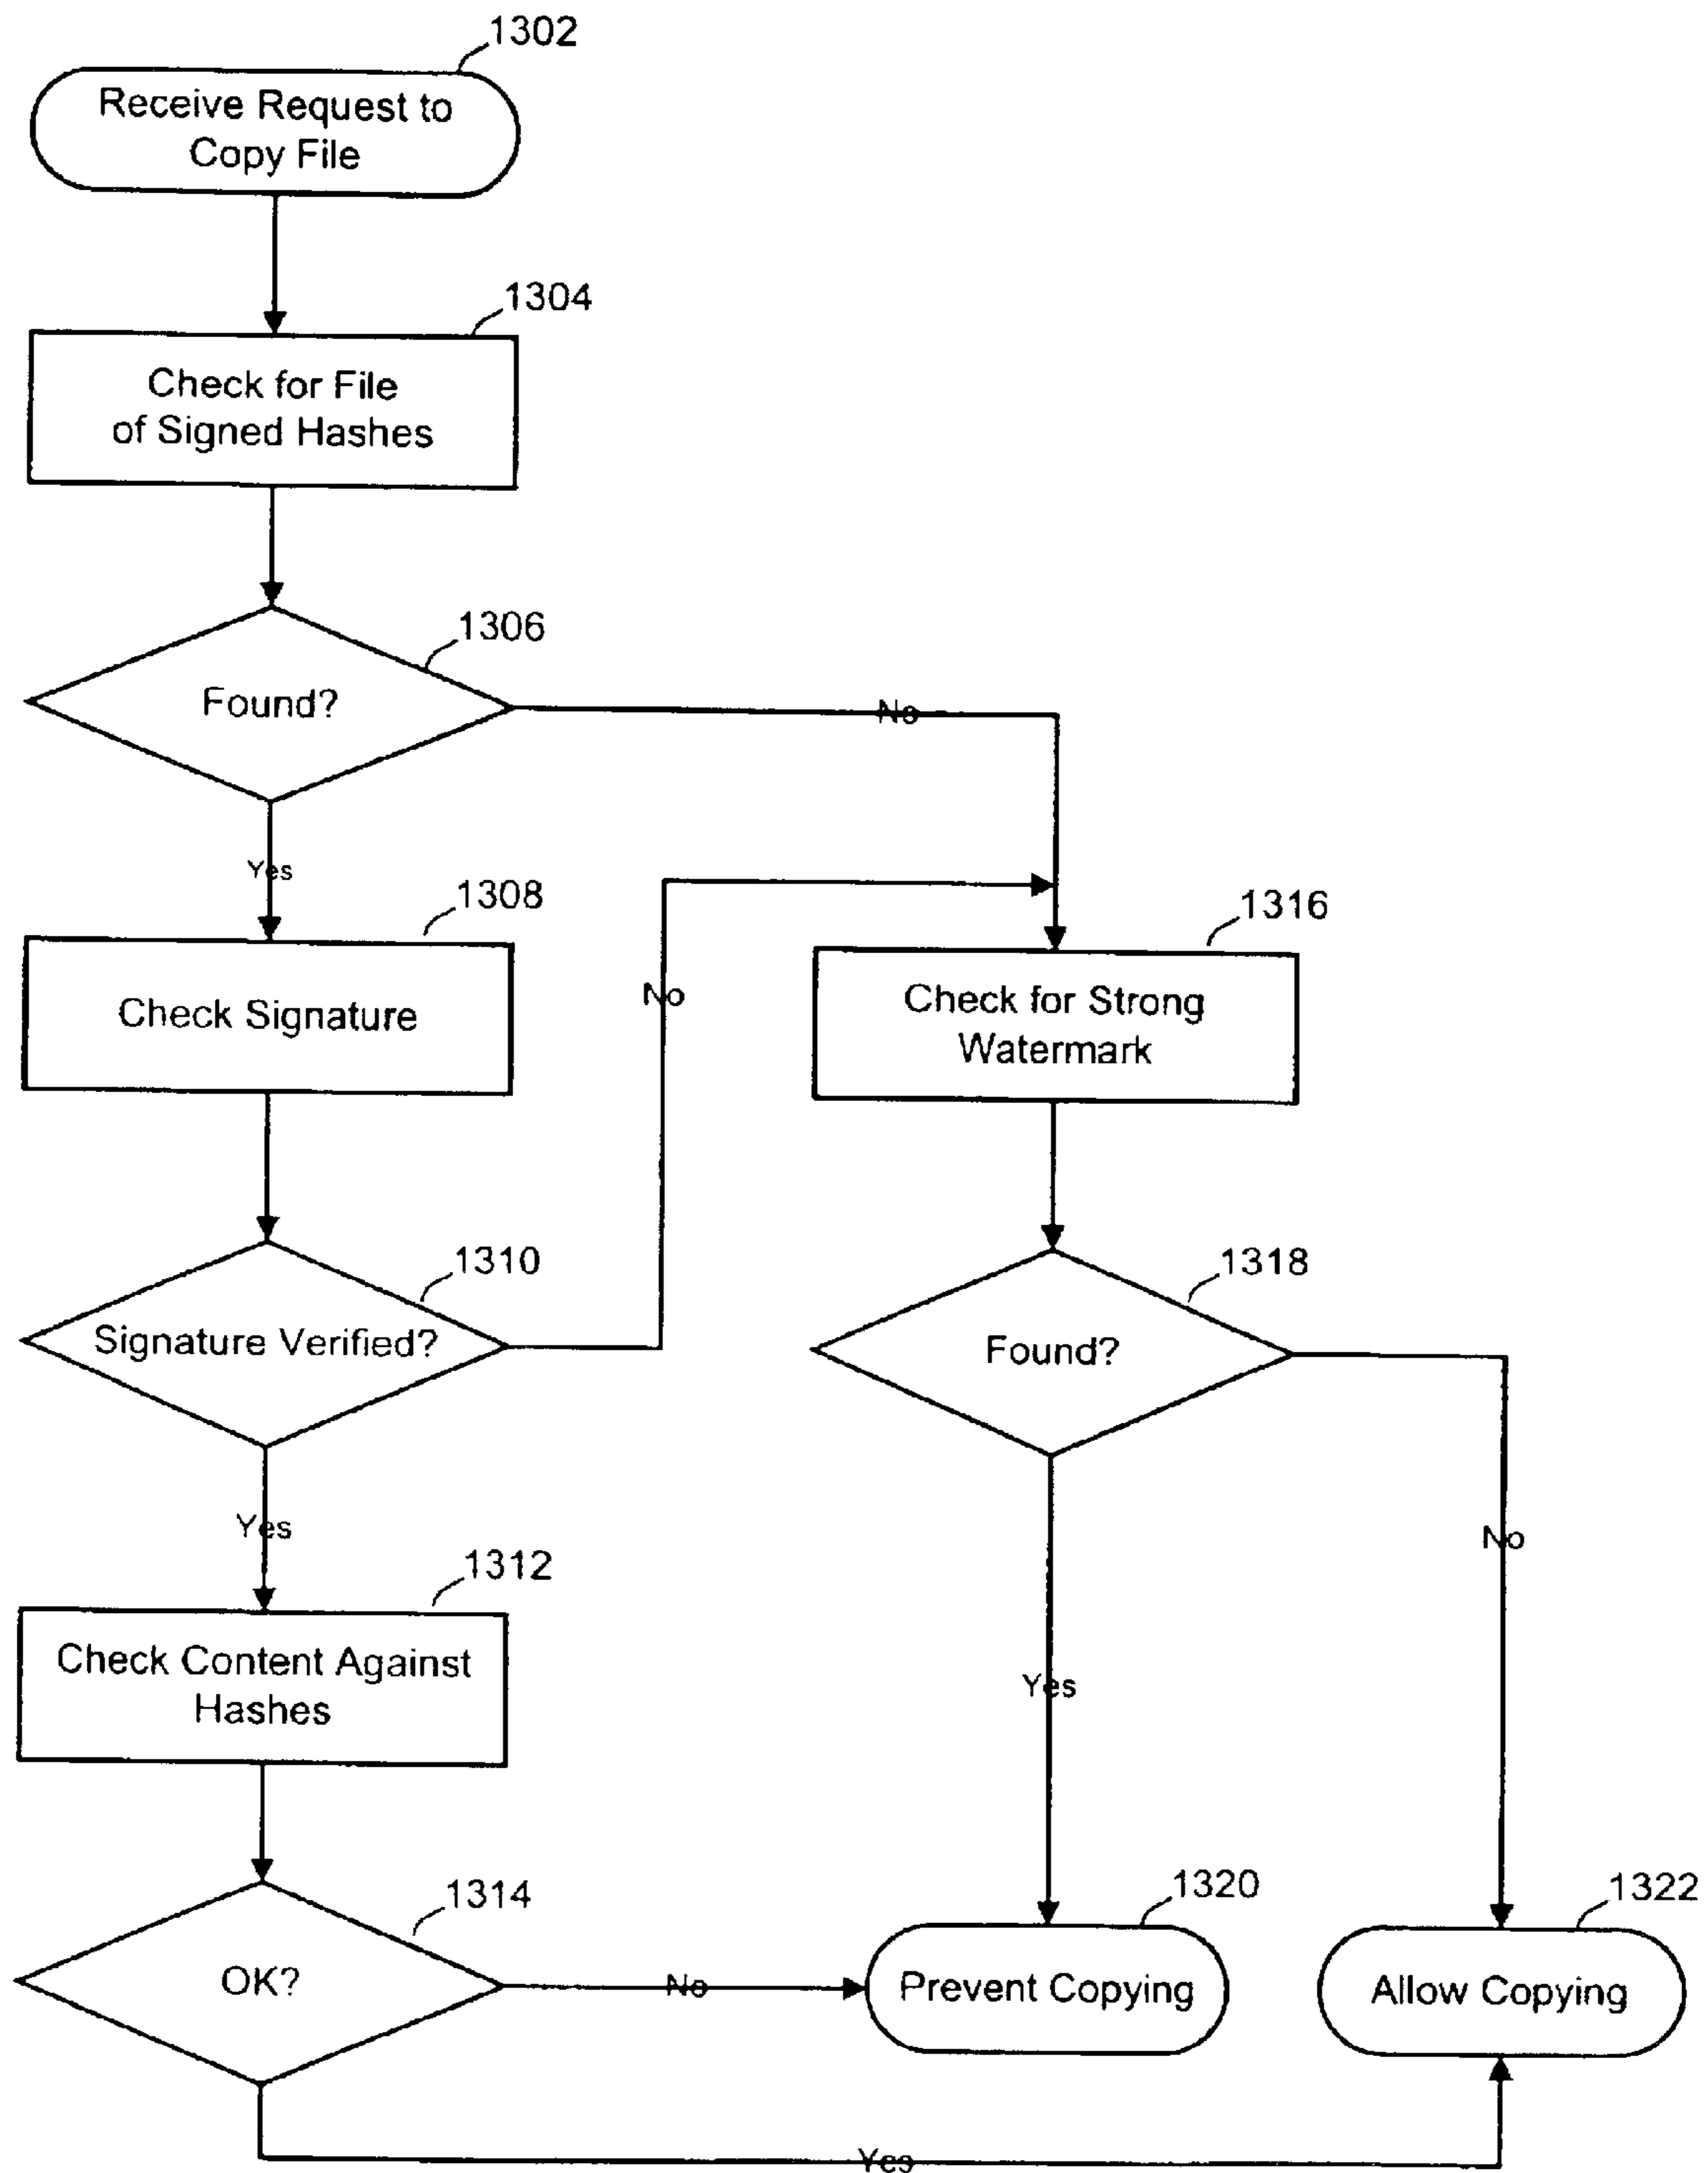 1302
Receive Request to
Copy File
1304
Check for File
of Signed Hashes
1306
Found?
No
Yes
1308
Check Signature
1316
Check for Strong
Watermark
No
1310
Signature Verified?
1318
Found?
Yes
No
1312
Check Content Against
Hashes
Yes
1314
OK?
No
1320
Prevent Copying
1322
Allow Copying
Yes